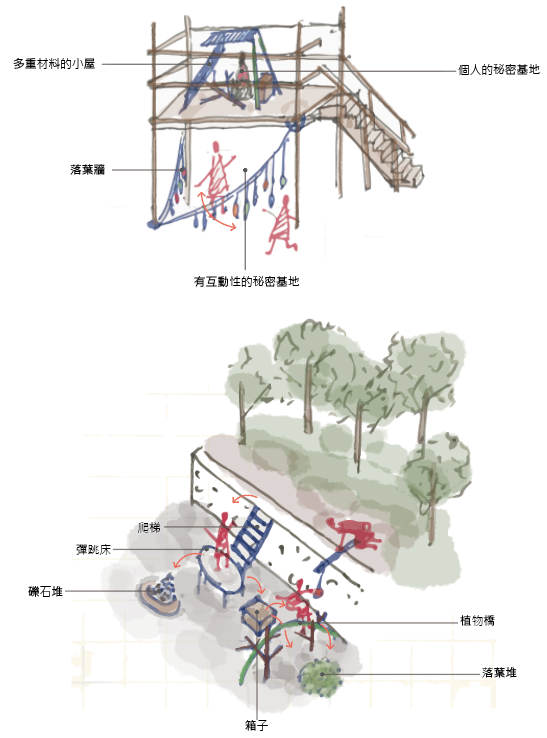 多重材料的小屋
個人的秘密基地
落葉牆
有互動性的秘密基地
爬梯
彈跳床
礫石堆
植物橋
落葉堆
箱子